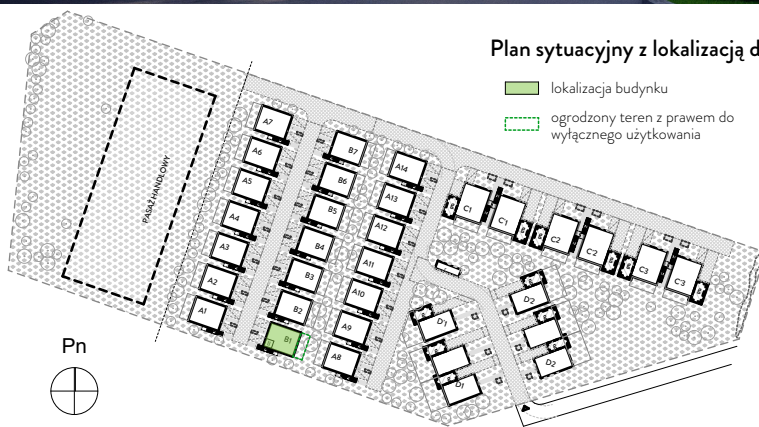 Plan sytuacyjny z lokalizacją d
lokalizacja budynku
ogrodzony teren z prawem do
wyłącznego użytkowania
PASAŻ HANDLOWY
A7
A6
A5
A4
A3
A2
A1
B7
B6
B5
B4
B3
B2
B1
A14
A13
A12
A11
A10
A9
A8
C1
C1
C2
C2
C3
C3
D1
D1
D2
D2
Pn